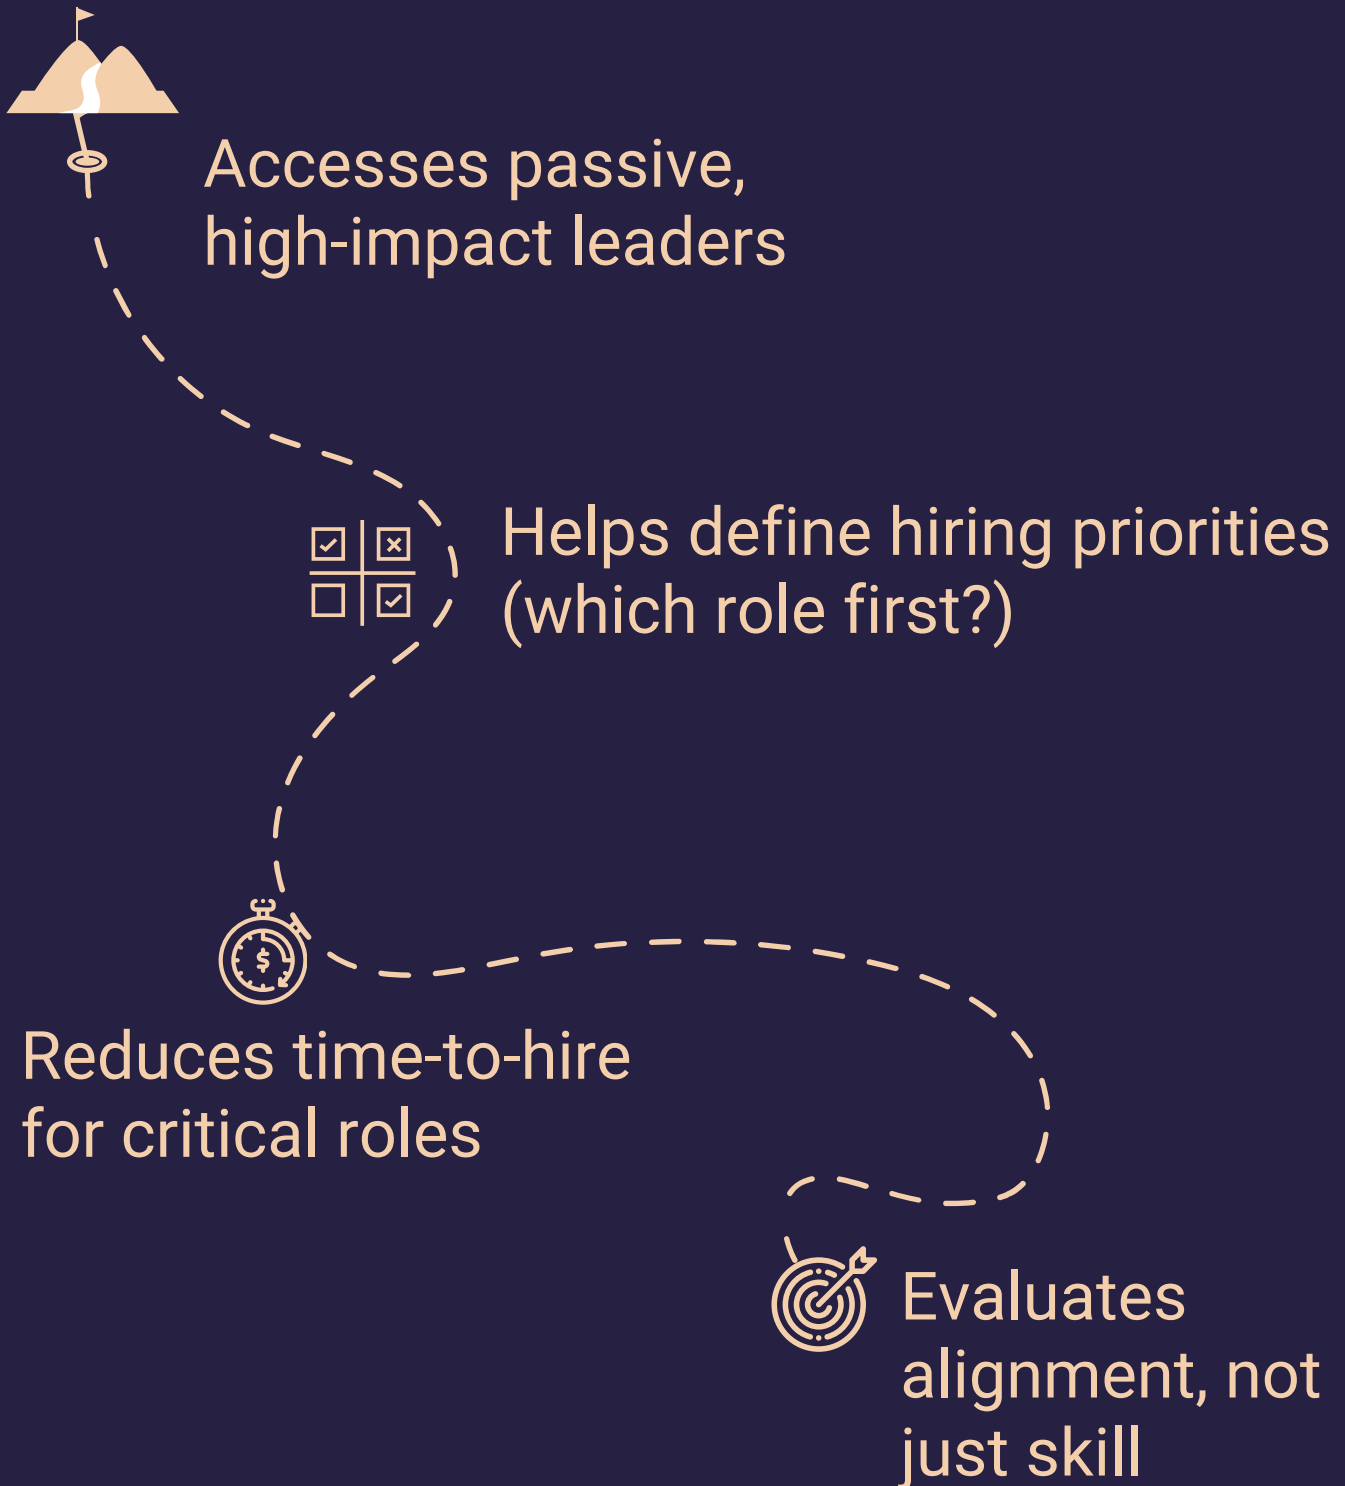 Accesses passive,
high-impact leaders
Helps define hiring priorities
(which role first?)
$
Reduces time-to-hire
for critical roles
Evaluates
alignment, not
just skill